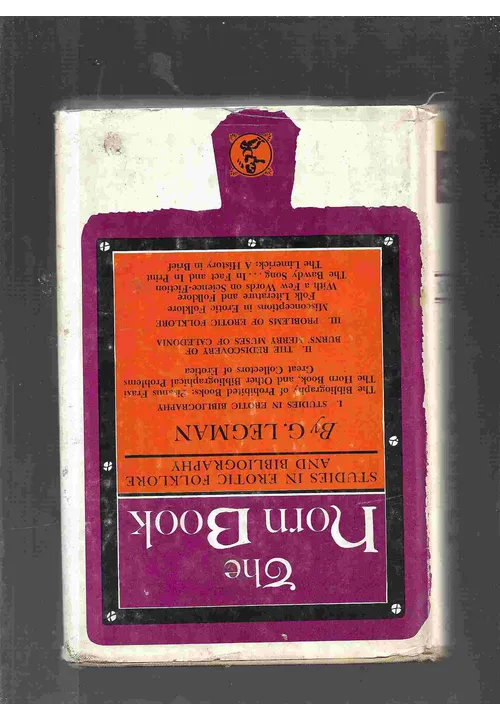 The
Horn Book
STUDIES IN EROTIC FOLKLORE
AND BIBLIOGRAPHY
By G. LEGMAN
I. STUDIES IN EROTIC BIBLIOGRAPHY
The Bibliography of Prohibited Books: Pisanus Fraxi
The Horn Book, and Other Bibliographical Problems
Great Collectors of Erotica
II. THE REDISCOVERY OF
BURNS' MERRY MUSES OF CALEDONIA
III. PROBLEMS OF EROTIC FOLKLORE
Misconceptions in Erotic Folklore
Folk Literature and Folklore
With a Few Words on Science-Fiction
The Bawdy Song . . . In Fact and In Print
The Limerick: A History in Brief